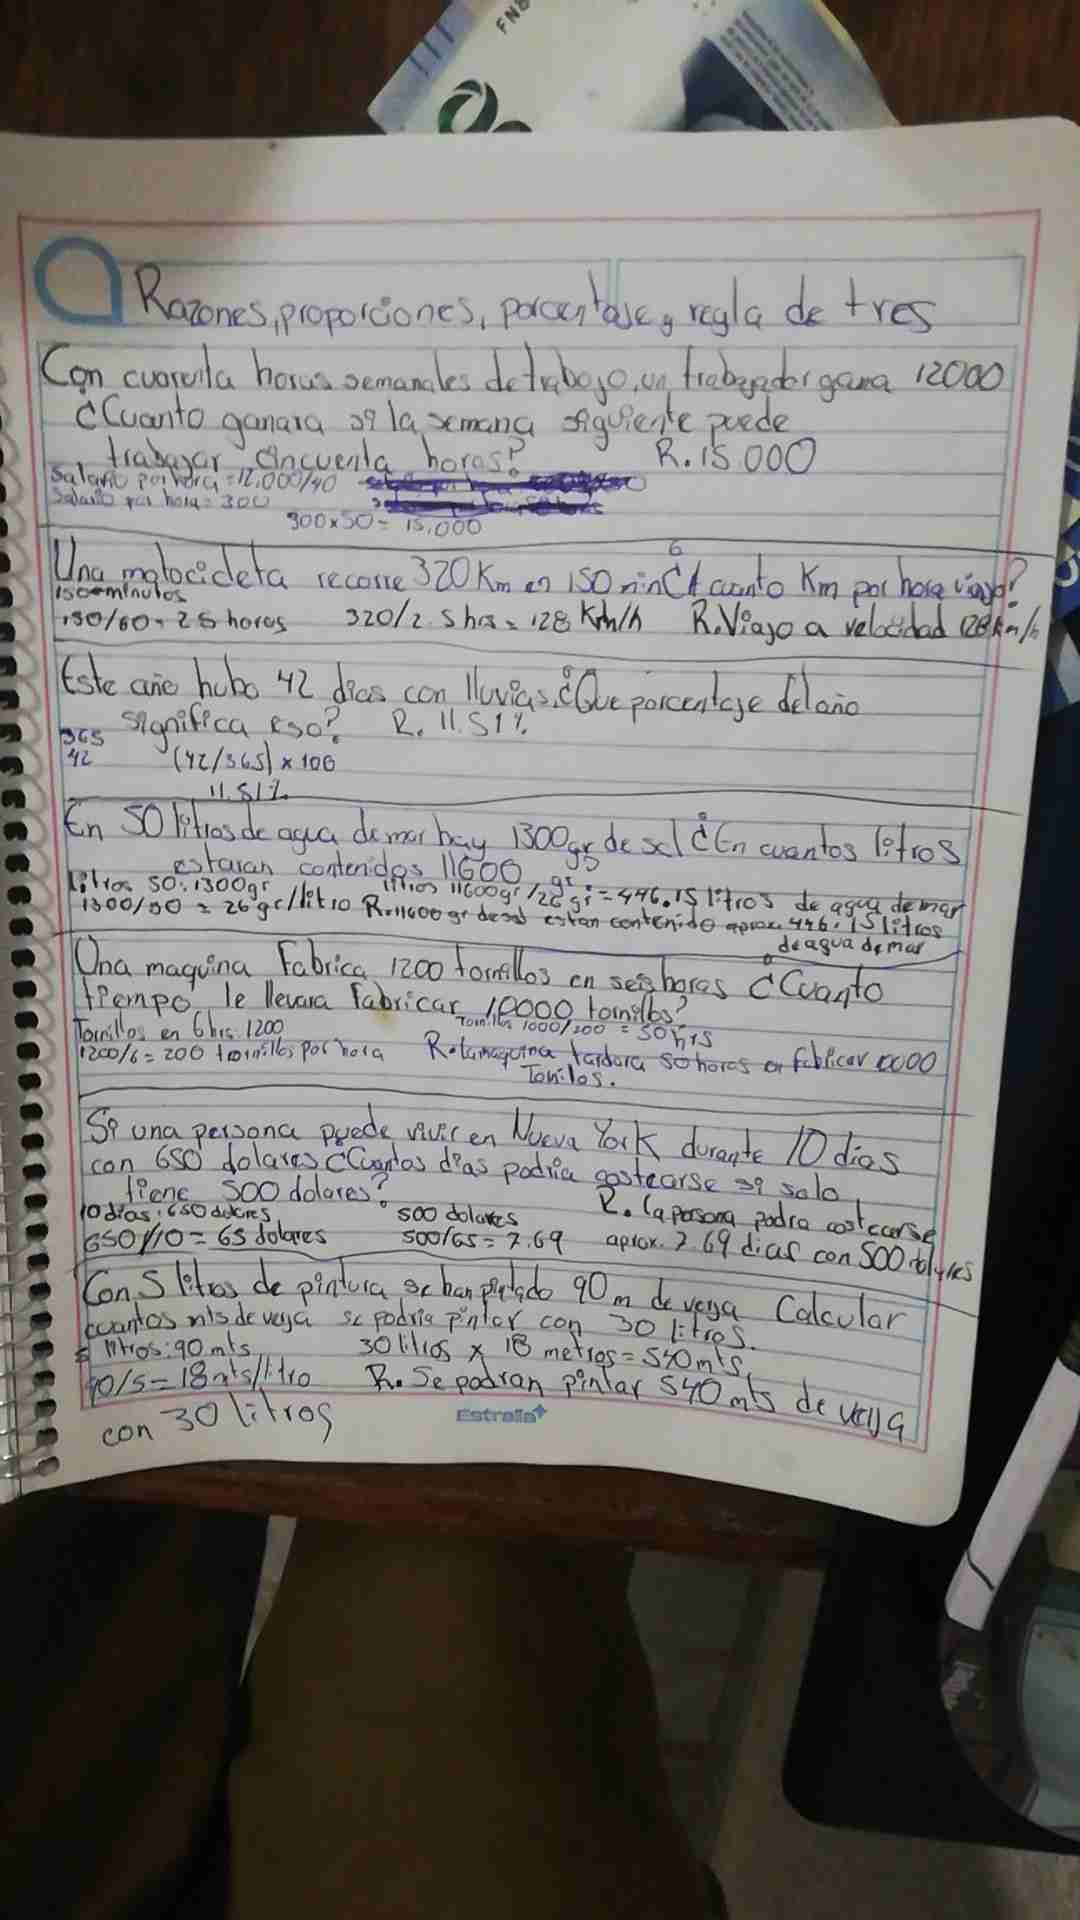 FN8
Razones, proporciones, porcentaje y regla de tres
Con cuarenta horas semanales de trabajo, un trabajador gana 12000
¿Cuanto ganara si la semana siguiente puede
trabajar cincuenta horas? R. 15.000
Salario por hora = 12.000/40
Salario por hora = 300
300 x 50 = 15.000
Una motocicleta recorre 320 Km en 150 min ¿A cuanto Km por hora viajo?
150 minutos
150/60 = 2.5 horas 320/2.5 hrs = 128 Km/h R. Viajo a velocidad 128 Km/h
Este año hubo 42 dias con lluvias, ¿Que porcentaje del año
significa eso? R. 11.51%
365
42 (42/365) x 100
11.51%
En 50 litros de agua de mar hay 1300 gr de sal ¿En cuantos litros
estaran contenidos 11600 gr
litros 50: 1300 gr litros 11600 gr/26 gr = 446.15 litros de agua de mar
1300/50 = 26 gr/litro R. 11600 gr de sal estan contenido aprox. 446.15 litros
de agua de mar
Una maquina Fabrica 1200 tornillos en seis horas ¿Cuanto
tiempo le llevara Fabricar 10000 tornillos?
Tornillos en 6 hrs: 1200 Tornillos 1000/200 = 50 hrs
1200/6 = 200 tornillos por hora R. La maquina tardara 50 horas en fabricar 10000
Tonilos.
Si una persona puede vivir en Nueva York durante 10 dias
con 650 dolares ¿Cuantos dias podria costearse si solo
tiene 500 dolares?
10 dias: 650 dolares 500 dolares R. la persona podra costearse
650/10 = 65 dolares 500/65 = 7.69 aprox. 7.69 dias con 500 dolares
Con 5 litros de pintura se han pintado 90 m de verja Calcular
cuantos mts de verja se podria pintar con 30 litros.
5 litros: 90 mts 30 litros x 18 metros = 540 mts
90/5 = 18 mts/litro R. Se podran pintar 540 mts de verja
con 30 litros
Estrella